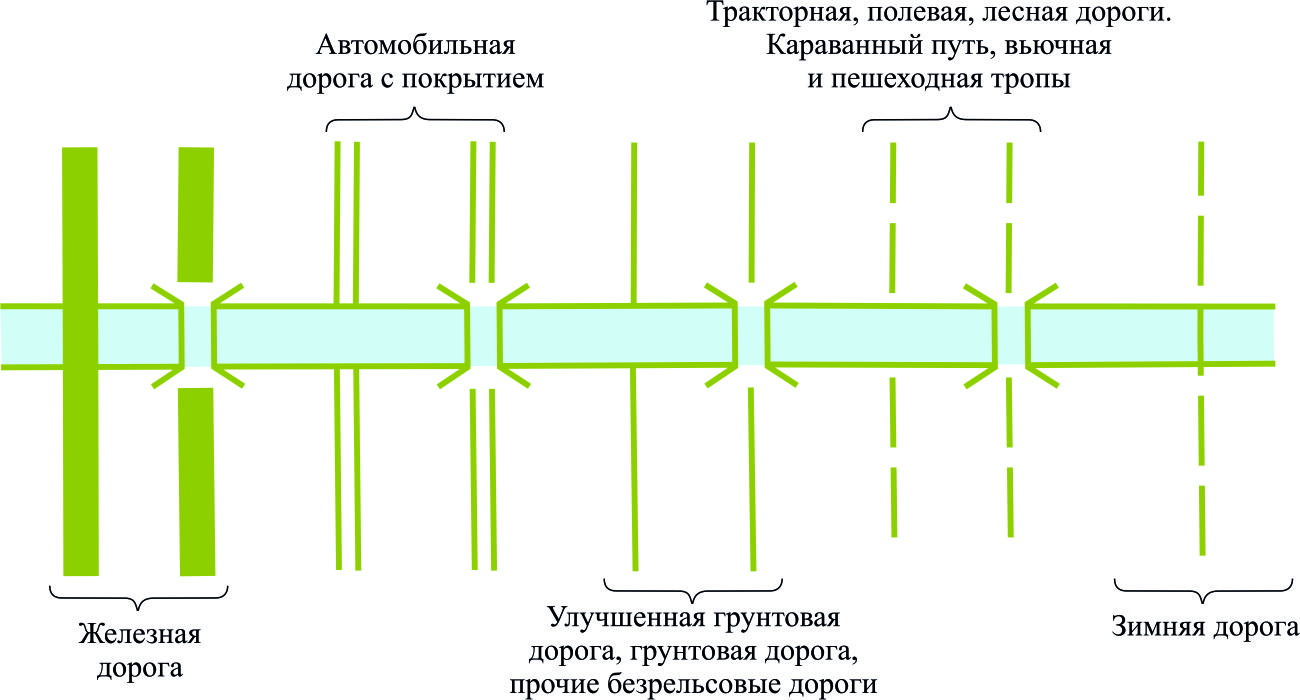 Автомобильная
дорога с покрытием
Тракторная, полевая, лесная дороги.
Караванный путь, вьючная
и пешеходная тропы
Железная
дорога
Улучшенная грунтовая
дорога, грунтовая дорога,
прочие безрельсовые дороги
Зимняя дорога